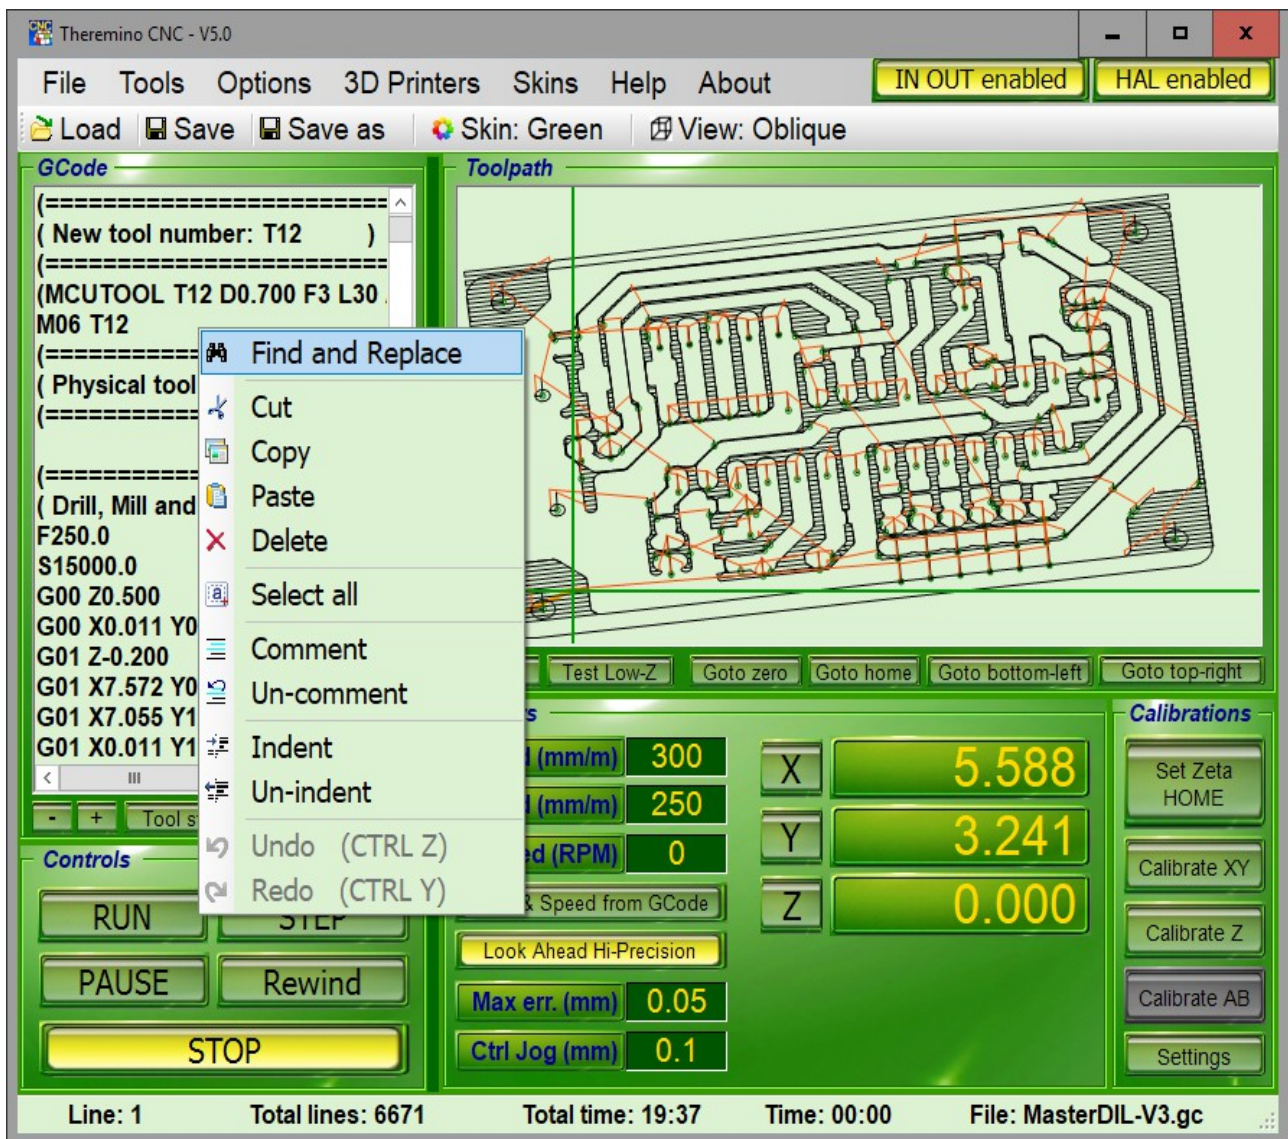 Theremino CNC - V5.0
File Tools Options 3D Printers Skins Help About IN OUT enabled HAL enabled
Load Save Save as Skin: Green View: Oblique
GCode
(=========================
( New tool number: T12 )
(=========================
(MCUTOOL T12 D0.700 F3 L30
M06 T12
(===========
( Physical tool
(===========
(===========
( Drill, Mill and
F250.0
S15000.0
G00 Z0.500
G00 X0.011 Y0
G01 Z-0.200
G01 X7.572 Y0
G01 X7.055 Y1
G01 X0.011 Y1
- + Tool s
Find and Replace
Cut
Copy
Paste
Delete
Select all
Comment
Un-comment
Indent
Un-indent
Undo (CTRL Z)
Redo (CTRL Y)
Toolpath
Test Low-Z Goto zero Goto home Goto bottom-left Goto top-right
(mm/m) 300
(mm/m) 250
ed (RPM) 0
& Speed from GCode
Look Ahead Hi-Precision
Max err. (mm) 0.05
Ctrl Jog (mm) 0.1
X 5.588
Y 3.241
Z 0.000
Calibrations
Set Zeta
HOME
Calibrate XY
Calibrate Z
Calibrate AB
Settings
Controls
RUN STEP
PAUSE Rewind
STOP
Line: 1 Total lines: 6671 Total time: 19:37 Time: 00:00 File: MasterDIL-V3.gc